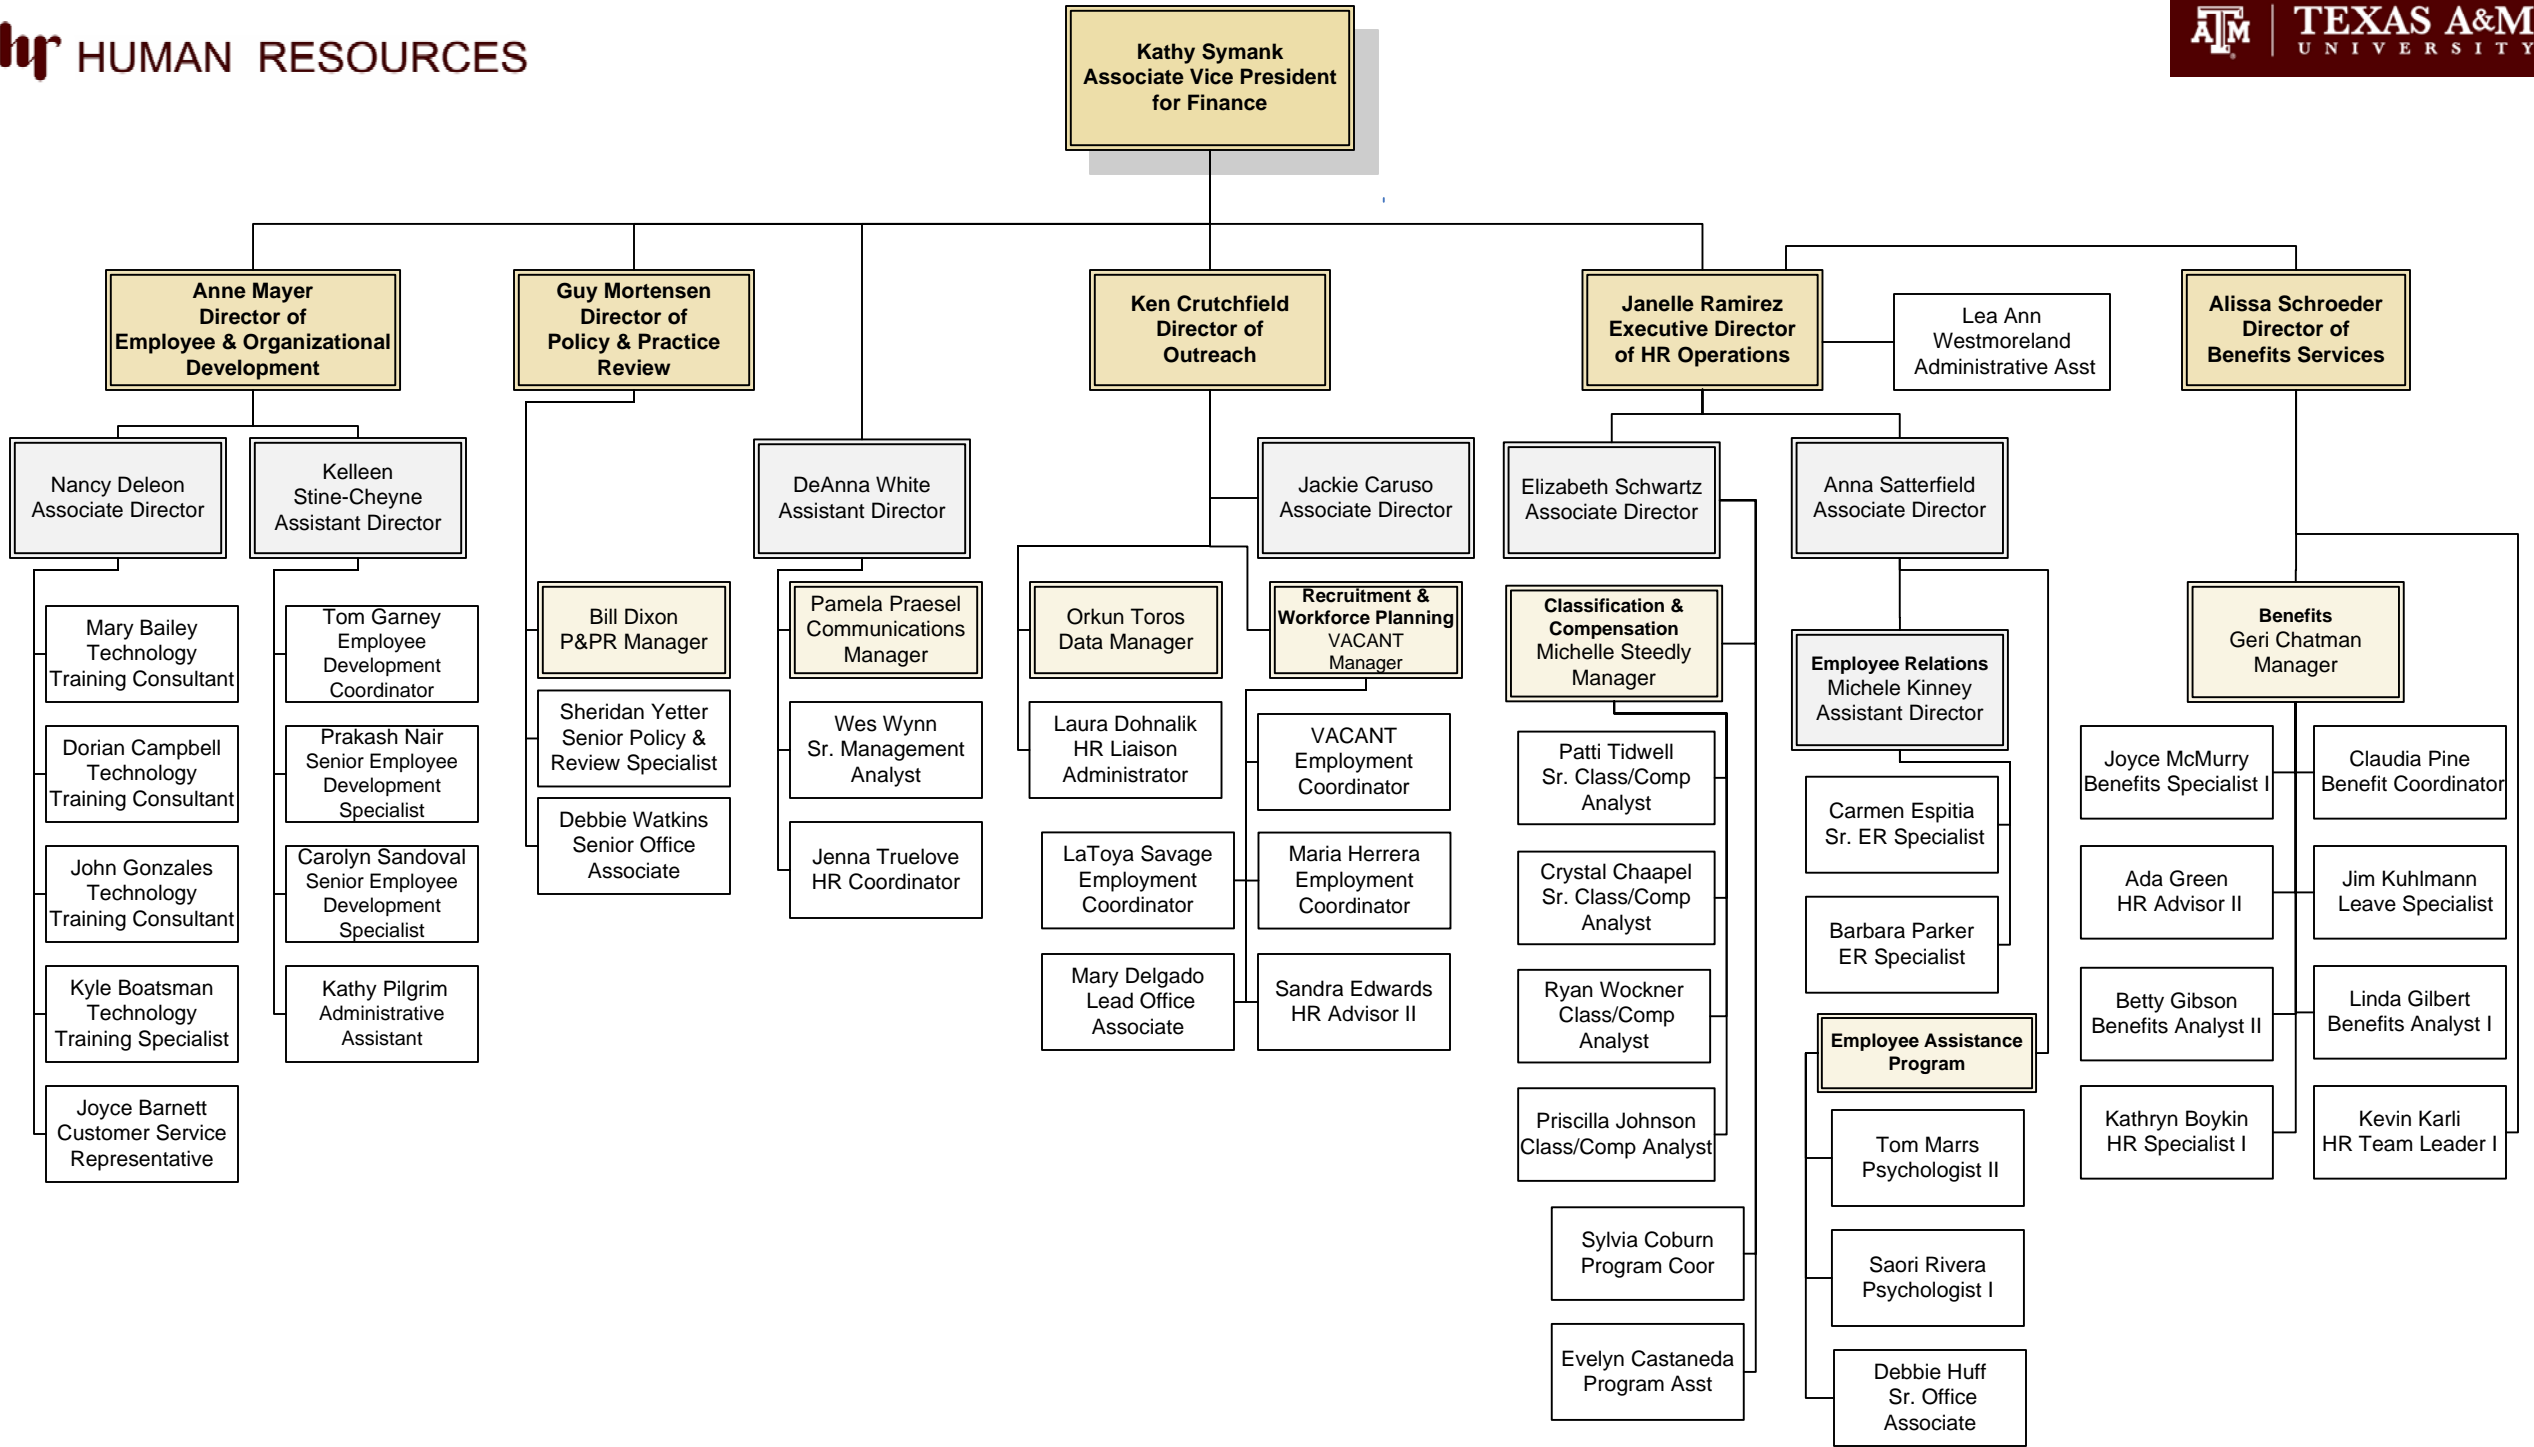 hr HUMAN RESOURCES
ATM | TEXAS A&M
UNIVERSITY
Kathy Symank
Associate Vice President
for Finance
Anne Mayer
Director of
Employee & Organizational
Development
Guy Mortensen
Director of
Policy & Practice
Review
Ken Crutchfield
Director of
Outreach
Janelle Ramirez
Executive Director
of HR Operations
Lea Ann
Westmoreland
Administrative Asst
Alissa Schroeder
Director of
Benefits Services
Nancy Deleon
Associate Director
Kelleen
Stine-Cheyne
Assistant Director
DeAnna White
Assistant Director
Jackie Caruso
Associate Director
Elizabeth Schwartz
Associate Director
Anna Satterfield
Associate Director
Mary Bailey
Technology
Training Consultant
Dorian Campbell
Technology
Training Consultant
John Gonzales
Technology
Training Consultant
Kyle Boatsman
Technology
Training Specialist
Joyce Barnett
Customer Service
Representative
Tom Garney
Employee
Development
Coordinator
Prakash Nair
Senior Employee
Development
Specialist
Carolyn Sandoval
Senior Employee
Development
Specialist
Kathy Pilgrim
Administrative
Assistant
Bill Dixon
P&PR Manager
Sheridan Yetter
Senior Policy &
Review Specialist
Debbie Watkins
Senior Office
Associate
Pamela Praesel
Communications
Manager
Wes Wynn
Sr. Management
Analyst
Jenna Truelove
HR Coordinator
Orkun Toros
Data Manager
Laura Dohnalik
HR Liaison
Administrator
Recruitment &
Workforce Planning
VACANT
Manager
VACANT
Employment
Coordinator
LaToya Savage
Employment
Coordinator
Maria Herrera
Employment
Coordinator
Mary Delgado
Lead Office
Associate
Sandra Edwards
HR Advisor II
Classification &
Compensation
Michelle Steedly
Manager
Patti Tidwell
Sr. Class/Comp
Analyst
Crystal Chaapel
Sr. Class/Comp
Analyst
Ryan Wockner
Class/Comp
Analyst
Priscilla Johnson
Class/Comp Analyst
Sylvia Coburn
Program Coor
Evelyn Castaneda
Program Asst
Employee Relations
Michele Kinney
Assistant Director
Carmen Espitia
Sr. ER Specialist
Barbara Parker
ER Specialist
Employee Assistance
Program
Tom Marrs
Psychologist II
Saori Rivera
Psychologist I
Debbie Huff
Sr. Office
Associate
Benefits
Geri Chatman
Manager
Joyce McMurry
Benefits Specialist I
Claudia Pine
Benefit Coordinator
Ada Green
HR Advisor II
Jim Kuhlmann
Leave Specialist
Betty Gibson
Benefits Analyst II
Linda Gilbert
Benefits Analyst I
Kathryn Boykin
HR Specialist I
Kevin Karli
HR Team Leader I